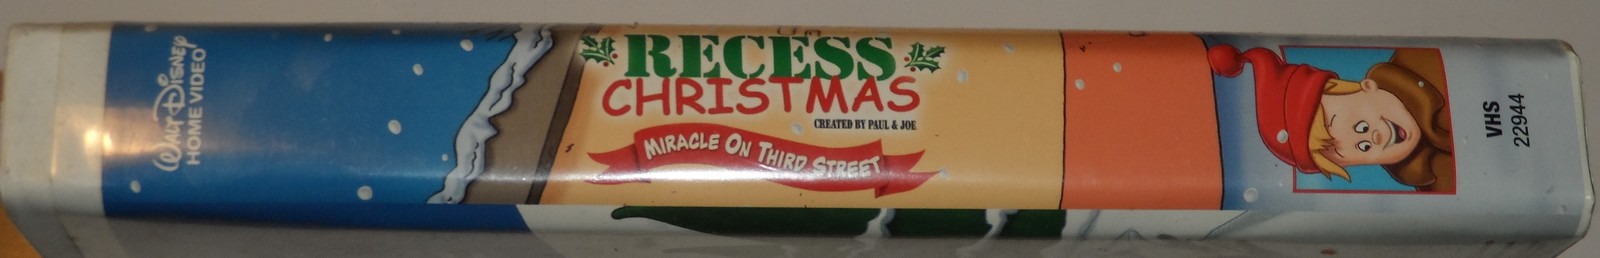 Walt Disney
HOME VIDEO
RECESS
CHRISTMAS
CREATED BY PAUL & JOE
MIRACLE ON THIRD STREET
VHS
22944